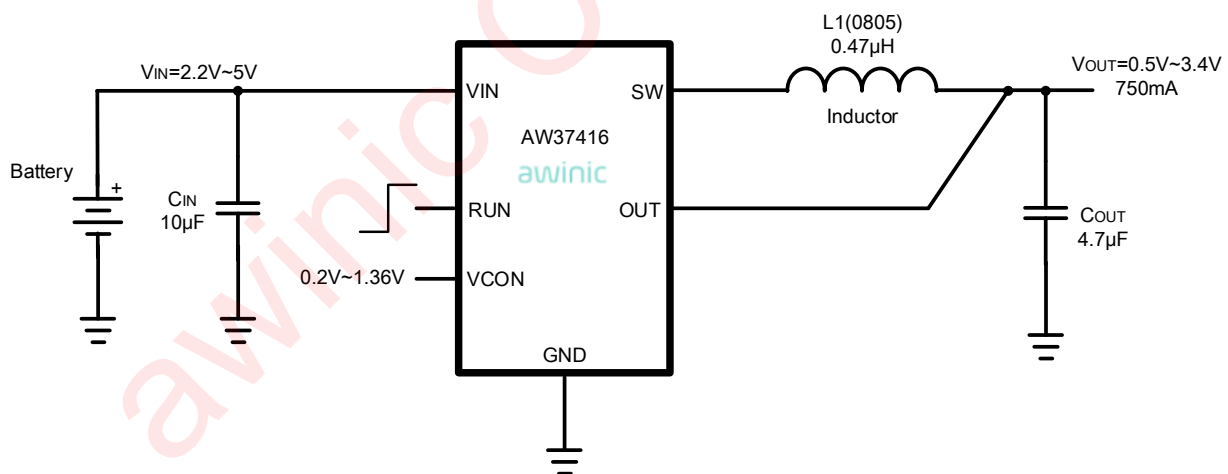 L1(0805)
0.47µH
Inductor
VIN=2.2V~5V
VOUT=0.5V~3.4V
750mA
VIN
SW
AW37416
awinic
Battery
+
CIN
10µF
RUN
OUT
COUT
4.7µF
0.2V~1.36V
VCON
GND
awinic